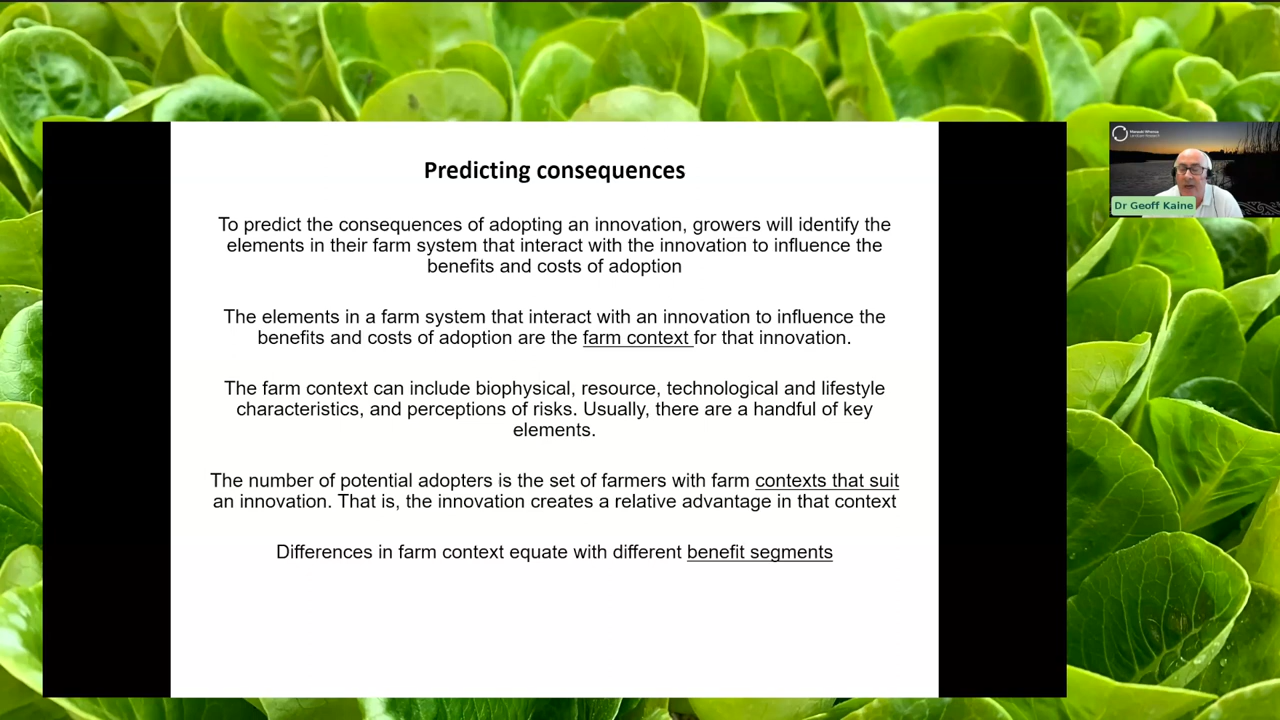 Predicting consequences
To predict the consequences of adopting an innovation, growers will identify the
elements in their farm system that interact with the innovation to influence the
benefits and costs of adoption
The elements in a farm system that interact with an innovation to influence the
benefits and costs of adoption are the farm context for that innovation.
The farm context can include biophysical, resource, technological and lifestyle
characteristics, and perceptions of risks. Usually, there are a handful of key
elements.
The number of potential adopters is the set of farmers with farm contexts that suit
an innovation. That is, the innovation creates a relative advantage in that context
Differences in farm context equate with different benefit segments
Dr Geoff Kaine